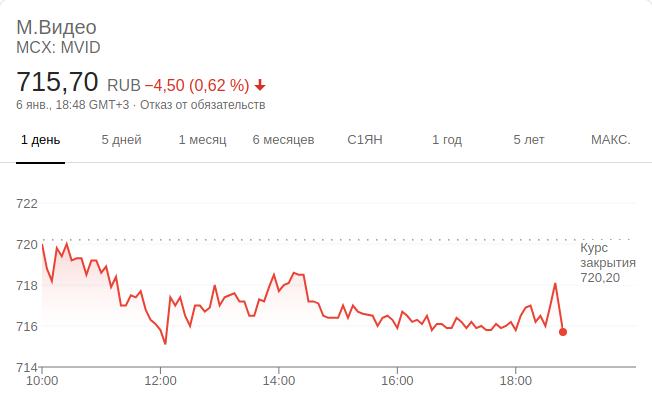 М.Видео
MCX: MVID
715,70 RUB −4,50 (0,62 %)
6 янв., 18:48 GMT+3 · Отказ от обязательств
1 день 5 дней 1 месяц 6 месяцев С1ЯН 1 год 5 лет МАКС.
722
720
Курс
закрытия
720,20
718
716
714
10:00 12:00 14:00 16:00 18:00